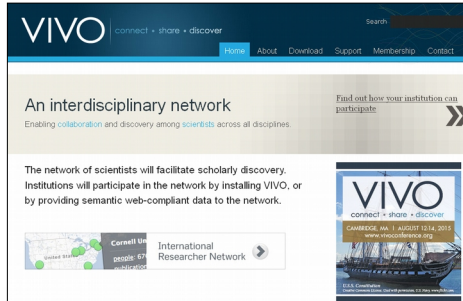 VIVO connect • share • discover
Search
Home About Download Support Membership Contact
An interdisciplinary network
Enabling collaboration and discovery among scientists across all disciplines.
Find out how your institution can
participate
The network of scientists will facilitate scholarly discovery.
Institutions will participate in the network by installing VIVO, or
by providing semantic web-compliant data to the network.
United States
Cornell Un
people: 67
publication
International
Researcher Network
VIVO
connect • share • discover
CAMBRIDGE, MA | AUGUST 12-14, 2015
www.vivoconference.org
U.S.S. Constitution